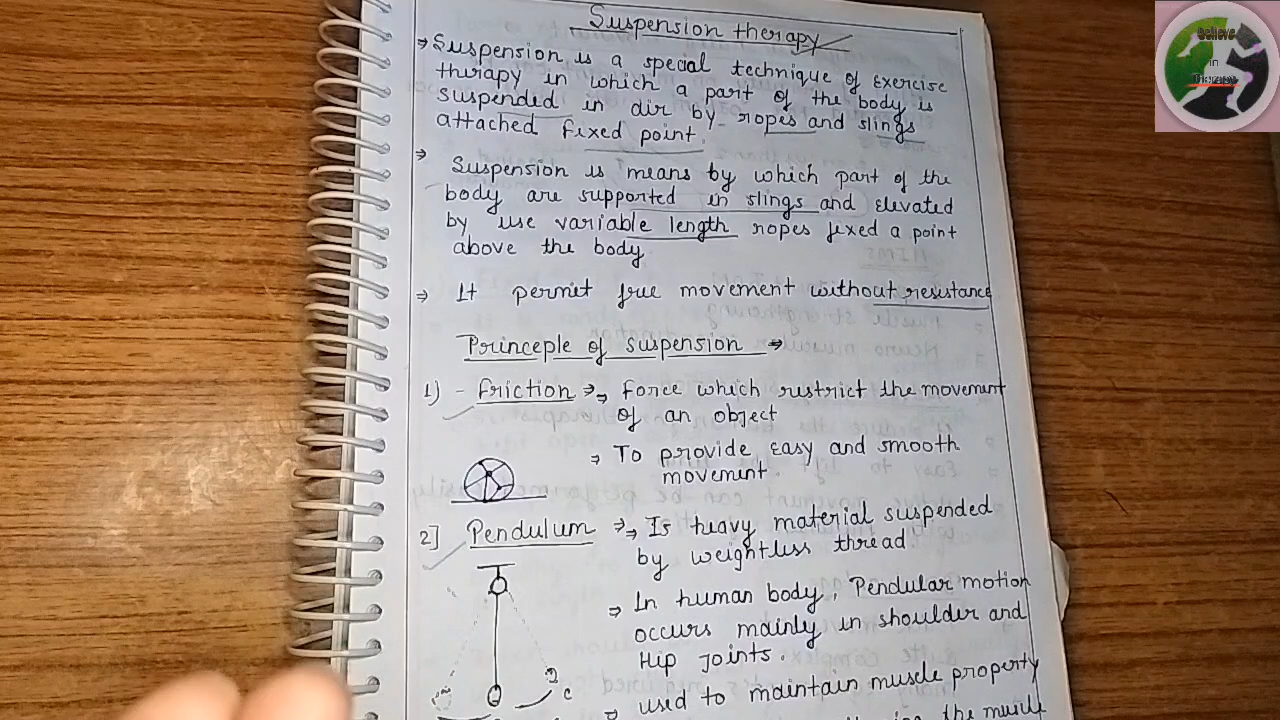 Suspension therapy
⇒ Suspension is a special technique of Exercise
therapy in which a part of the body is
suspended in air by ropes and slings
attached fixed point.
⇒
Suspension is means by which part of the
body are supported in slings and Elevated
by use variable length ropes fixed a point
above the body
⇒ It permit free movement without resistance
Princeple of suspension ⇒
1) - Friction ⇒ ⇒ Force which restrict the movement
of an object
⇒ To provide Easy and smooth
movement.
2] Pendulum ⇒ ⇒ Is heavy material suspended
by weightless thread.
⇒ In human body, Pendular motion
occurs mainly in shoulder and
Hip Joints.
⇒ used to maintain muscle property
the muscle
C
Believe
in
Therapy